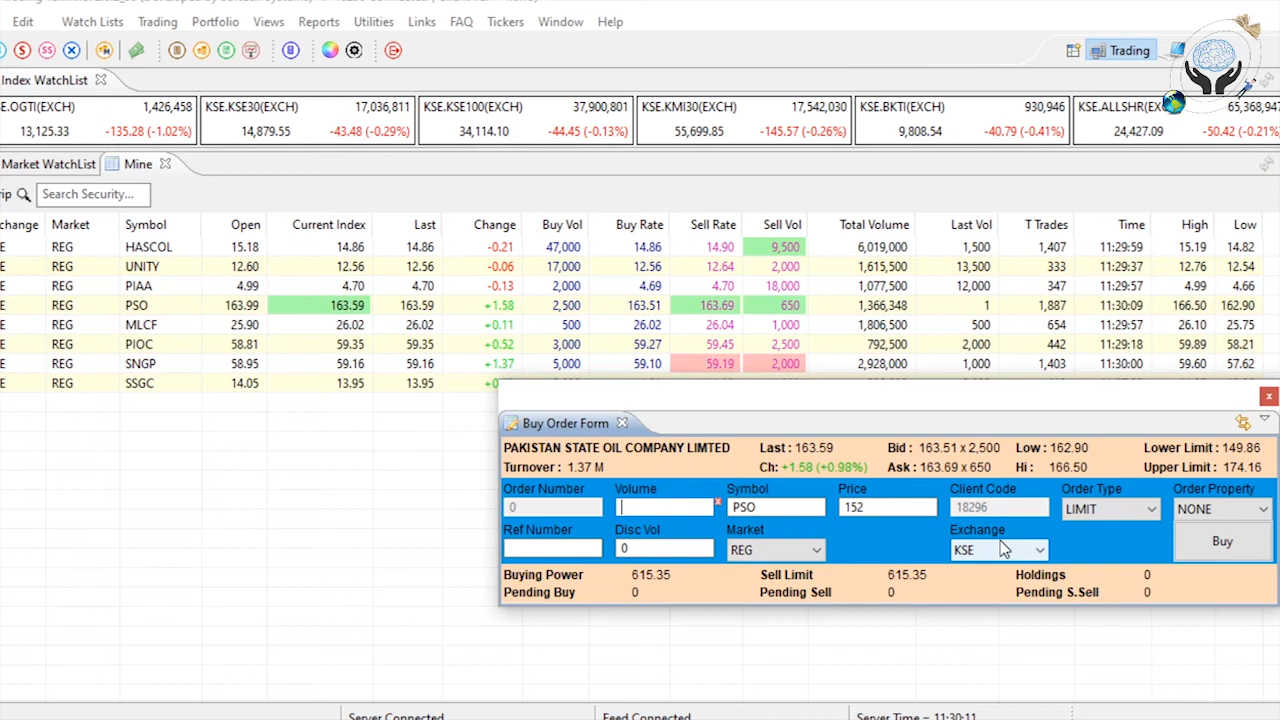 Edit Watch Lists Trading Portfolio Views Reports Utilities Links FAQ Tickers Window Help
S SS X M Trading
Index WatchList
E.OGTI(EXCH) 1,426,458 KSE.KSE30(EXCH) 17,036,811 KSE.KSE100(EXCH) 37,900,801 KSE.KMI30(EXCH) 17,542,030 KSE.BKTI(EXCH) 930,946 KSE.ALLSHR(EX 65,368,947
13,125.33 -135.28 (-1.02%) 14,879.55 -43.48 (-0.29%) 34,114.10 -44.45 (-0.13%) 55,699.85 -145.57 (-0.26%) 9,808.54 -40.79 (-0.41%) 24,427.09 -50.42 (-0.21%
Market WatchList Mine
rip Search Security...
change Market Symbol Open Current Index Last Change Buy Vol Buy Rate Sell Rate Sell Vol Total Volume Last Vol T Trades Time High Low
E REG HASCOL 15.18 14.86 14.86 -0.21 47,000 14.86 14.90 9,500 6,019,000 1,500 1,407 11:29:59 15.19 14.82
E REG UNITY 12.60 12.56 12.56 -0.06 17,000 12.56 12.64 2,000 1,615,500 13,500 333 11:29:37 12.76 12.54
E REG PIAA 4.99 4.70 4.70 -0.13 2,000 4.69 4.70 18,000 1,077,500 12,000 347 11:29:57 4.99 4.66
E REG PSO 163.99 163.59 163.59 +1.58 2,500 163.51 163.69 650 1,366,348 1 1,887 11:30:09 166.50 162.90
E REG MLCF 25.90 26.02 26.02 +0.11 500 26.02 26.04 1,000 1,806,500 500 654 11:29:57 26.10 25.75
E REG PIOC 58.81 59.35 59.35 +0.52 3,000 59.27 59.45 2,500 792,500 2,000 442 11:29:18 59.89 58.21
E REG SNGP 58.95 59.16 59.16 +1.37 5,000 59.10 59.19 2,000 2,928,000 1,000 1,403 11:30:00 59.60 57.62
E REG SSGC 14.05 13.95 13.95
Buy Order Form
PAKISTAN STATE OIL COMPANY LIMTED Last : 163.59 Bid : 163.51 x 2,500 Low : 162.90 Lower Limit : 149.86
Turnover : 1.37 M Ch: +1.58 (+0.98%) Ask : 163.69 x 650 Hi : 166.50 Upper Limit : 174.16
Order Number Volume Symbol Price Client Code Order Type Order Property
0 PSO 152 18296 LIMIT NONE
Ref Number Disc Vol Market Exchange
0 REG KSE Buy
Buying Power 615.35 Sell Limit 615.35 Holdings 0
Pending Buy 0 Pending Sell 0 Pending S.Sell 0
Server Connected Feed Connected Server Time = 11:30:11